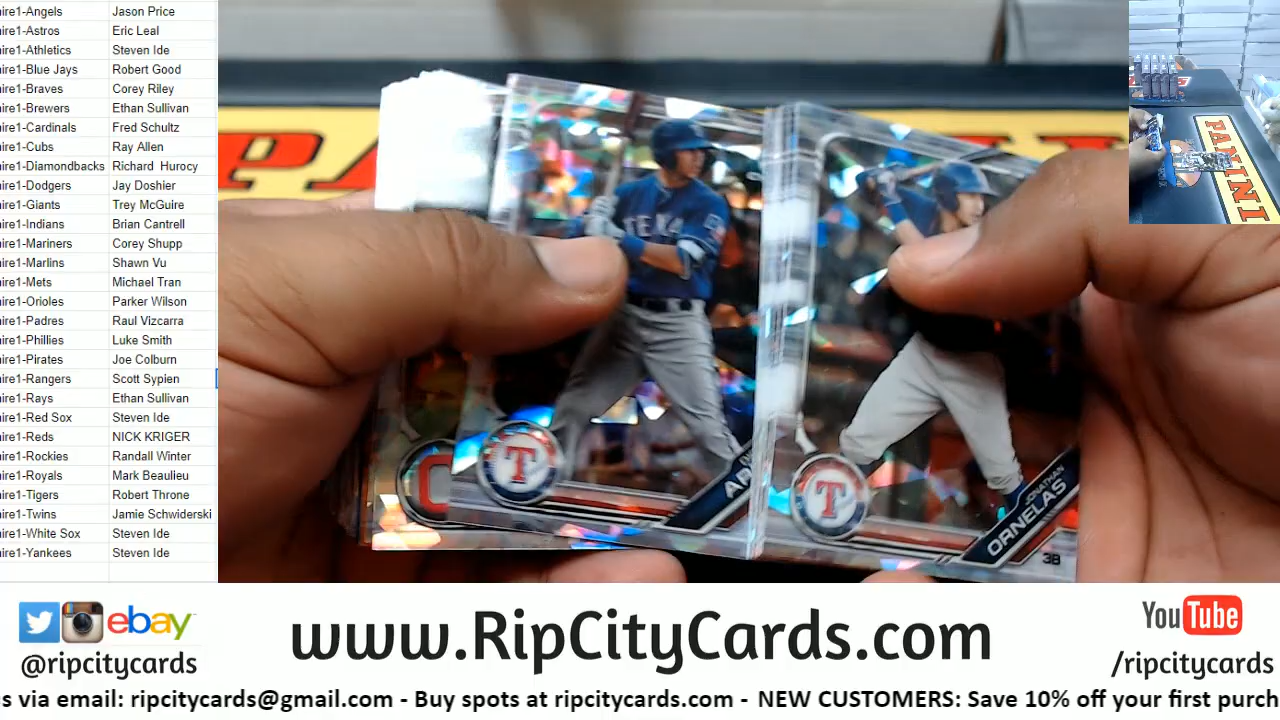 ire1-Angels Jason Price
ire1-Astros Eric Leal
ire1-Athletics Steven Ide
ire1-Blue Jays Robert Good
ire1-Braves Corey Riley
ire1-Brewers Ethan Sullivan
ire1-Cardinals Fred Schultz
ire1-Cubs Ray Allen
ire1-Diamondbacks Richard Hurocy
ire1-Dodgers Jay Doshier
ire1-Giants Trey McGuire
ire1-Indians Brian Cantrell
ire1-Mariners Corey Shupp
ire1-Marlins Shawn Vu
ire1-Mets Michael Tran
ire1-Orioles Parker Wilson
ire1-Padres Raul Vizcarra
ire1-Phillies Luke Smith
ire1-Pirates Joe Colburn
ire1-Rangers Scott Sypien
ire1-Rays Ethan Sullivan
ire1-Red Sox Steven Ide
ire1-Reds NICK KRIGER
ire1-Rockies Randall Winter
ire1-Royals Mark Beaulieu
ire1-Tigers Robert Throne
ire1-Twins Jamie Schwiderski
ire1-White Sox Steven Ide
ire1-Yankees Steven Ide
PANINI
TEXA
T
AR
C
T
JONATHAN
ORNELAS
3B
ebay
@ripcitycards
www.RipCityCards.com
YouTube
/ripcitycards
s via email: ripcitycards@gmail.com - Buy spots at ripcitycards.com - NEW CUSTOMERS: Save 10% off your first purch